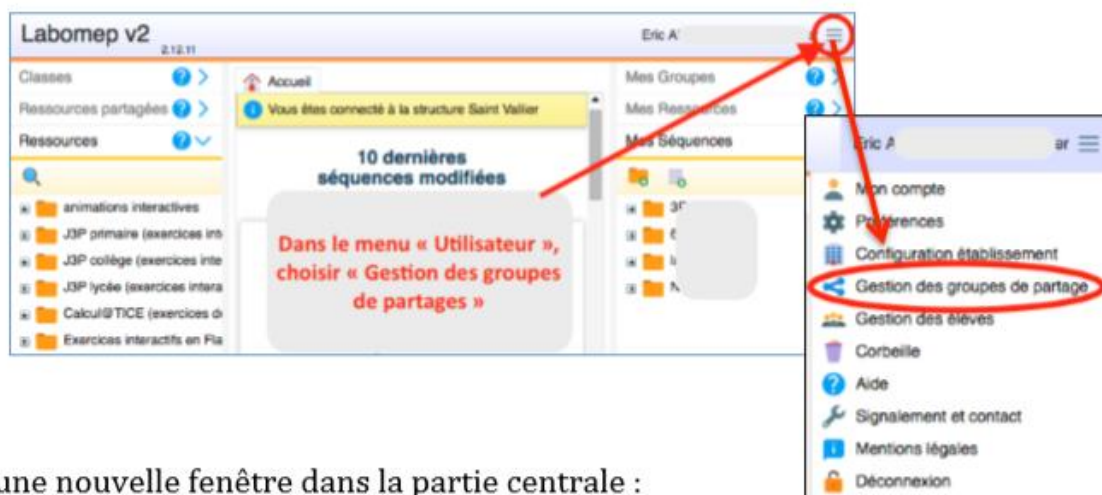 Labomep v2
2.12.11
Eric A'
Classes
Ressources partagées
Ressources
animations interactives
J3P primaire (exercices int
J3P collège (exercices inte
J3P lycée (exercices intera
Calcul@TICE (exercices d
Exercices interactifs en Fla
Accueil
Vous êtes connecté à la structure Saint Vallier
10 dernières
séquences modifiées
Dans le menu « Utilisateur »,
choisir « Gestion des groupes
de partages »
Mes Groupes
Mes Ressources
Mes Séquences
Eric A er
Mon compte
Préférences
Configuration établissement
Gestion des groupes de partage
Gestion des élèves
Corbeille
Aide
Signalement et contact
Mentions légales
Déconnexion
une nouvelle fenêtre dans la partie centrale :